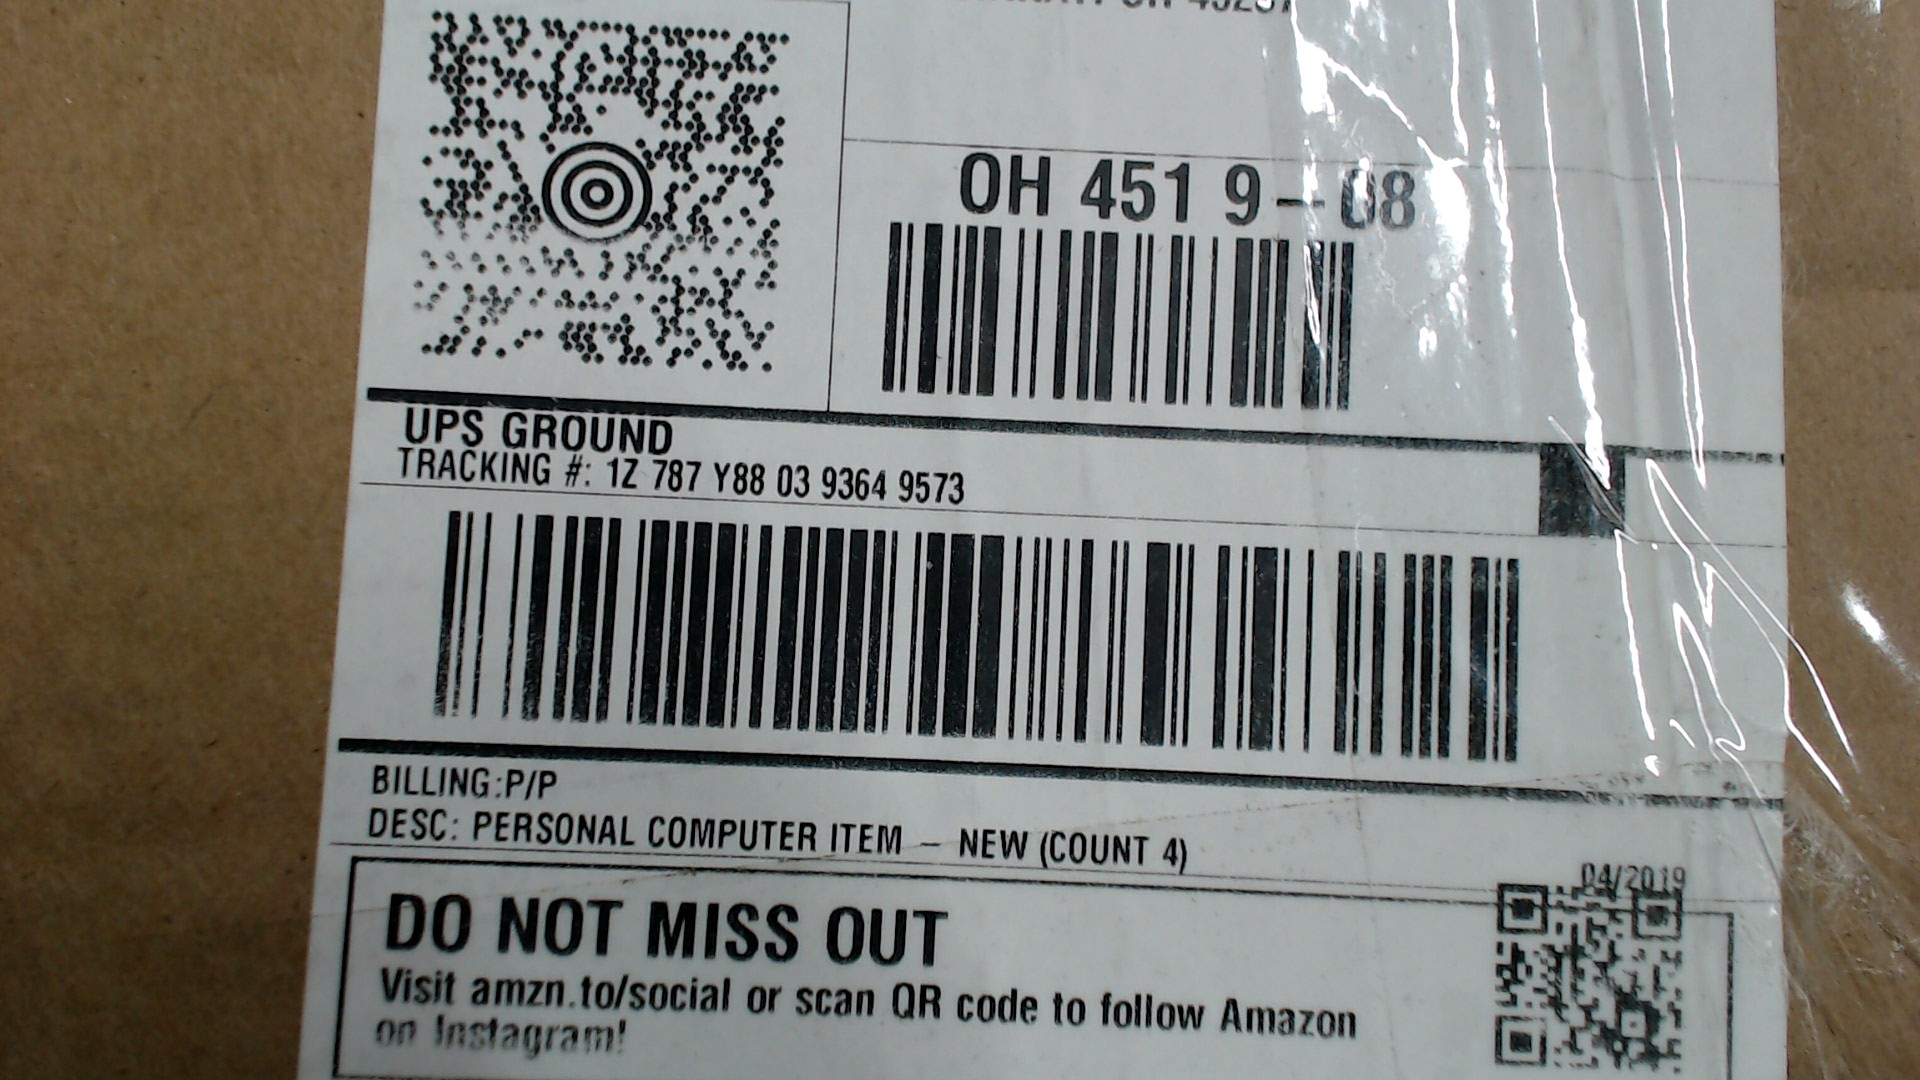 OH 451 9-08
UPS GROUND
TRACKING #: 1Z 787 Y88 03 9364 9573
BILLING:P/P
DESC: PERSONAL COMPUTER ITEM - NEW (COUNT 4)
04/2019
DO NOT MISS OUT
Visit amzn.to/social or scan QR code to follow Amazon
on Instagram!